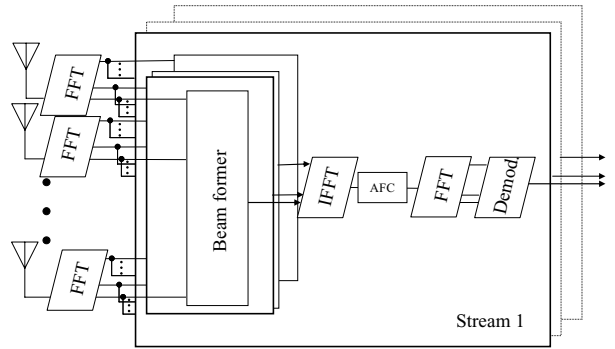 FFT
FFT
FFT
Beam former
IFFT
AFC
FFT
Demod.
Stream 1